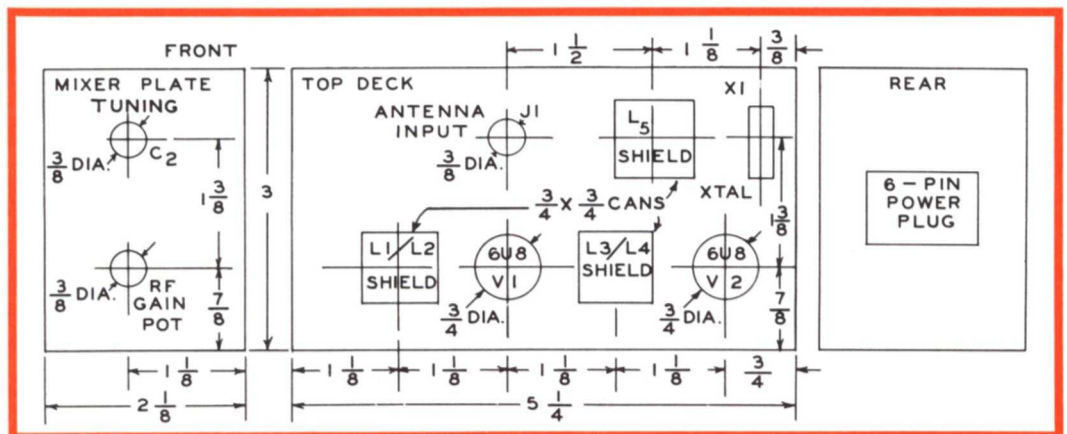 FRONT
MIXER PLATE
TUNING
C2
3/8 DIA.
1 3/8
3/8 DIA.
RF
GAIN
POT
7/8
1 1/8
2 1/8
3
TOP DECK
1 1/2
1 1/8
3/8
ANTENNA
INPUT
J1
3/8 DIA.
L5
SHIELD
X1
XTAL
3/4 X 3/4 CANS
1 3/8
L1/L2
SHIELD
6U8
V1
3/4 DIA.
L3/L4
SHIELD
6U8
V2
3/4 DIA.
7/8
1 1/8
1 1/8
1 1/8
1 1/8
3/4
5 1/4
REAR
6-PIN
POWER
PLUG